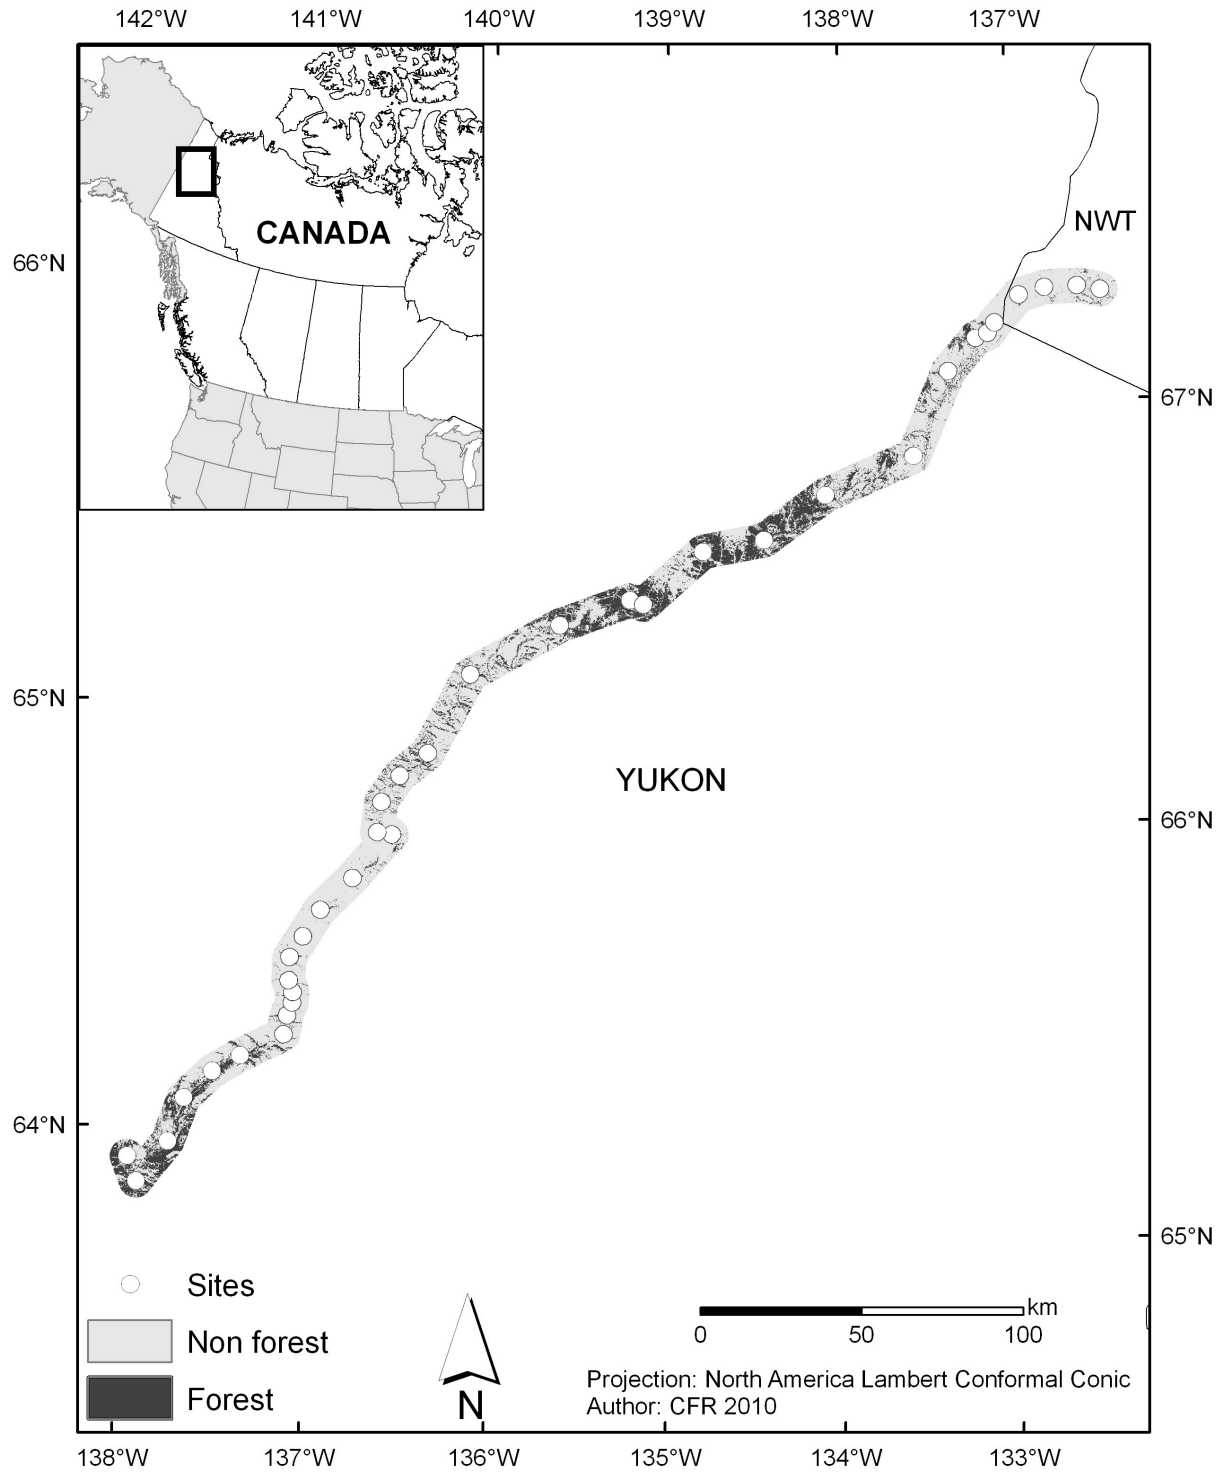 142°W 141°W 140°W 139°W 138°W 137°W
CANADA
NWT
66°N
67°N
65°N
YUKON
66°N
64°N
65°N
Sites
Non forest
Forest
N
km
0 50 100
Projection: North America Lambert Conformal Conic
Author: CFR 2010
138°W 137°W 136°W 135°W 134°W 133°W